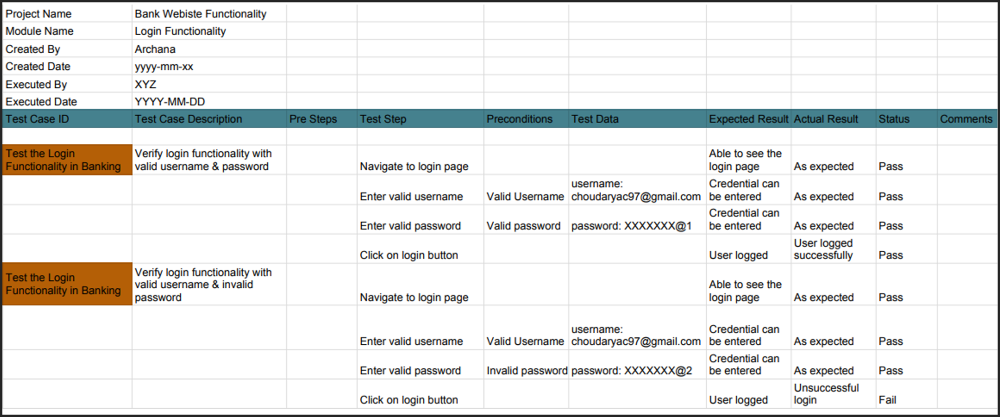 Project Name Bank Webiste Functionality
Module Name Login Functionality
Created By Archana
Created Date yyyy-mm-xx
Executed By XYZ
Executed Date YYYY-MM-DD
Test Case ID Test Case Description Pre Steps Test Step Preconditions Test Data Expected Result Actual Result Status Comments
Test the Login
Functionality in Banking
Verify login functionality with
valid username & password
Navigate to login page
Able to see the
login page
As expected
Pass
Enter valid username
Valid Username
username:
choudaryac97@gmail.com
Credential can
be entered
As expected
Pass
Enter valid password
Valid password
password: XXXXXXX@1
Credential can
be entered
As expected
Pass
Click on login button
User logged
User logged
successfully
Pass
Test the Login
Functionality in Banking
Verify login functionality with
valid username & invalid
password
Navigate to login page
Able to see the
login page
As expected
Pass
Enter valid username
Valid Username
username:
choudaryac97@gmail.com
Credential can
be entered
As expected
Pass
Enter valid password
Invalid password
password: XXXXXXX@2
Credential can
be entered
As expected
Pass
Click on login button
User logged
Unsuccessful
login
Fail